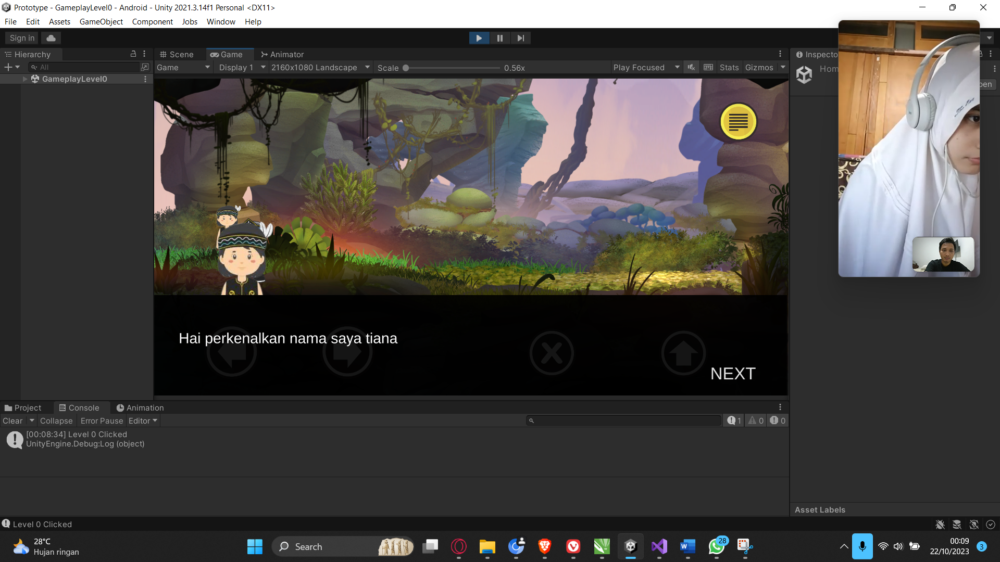 Prototype - GameplayLevel0 - Android - Unity 2021.3.14f1 Personal <DX11>
File Edit Assets GameObject Component Jobs Window Help
Sign in
Hierarchy
Scene Game Animator
Inspecto
All
Game Display 1 2160x1080 Landscape Scale 0.56x Play Focused Stats Gizmos
Hom
pen
GameplayLevel0
Hai perkenalkan nama saya tiana
NEXT
Project Console Animation
Clear Collapse Error Pause Editor 1 0 0
[00:08:34] Level 0 Clicked
UnityEngine.Debug:Log (object)
Asset Labels
Level 0 Clicked
28°C
Hujan ringan
Search
28
00:09
22/10/2023
3